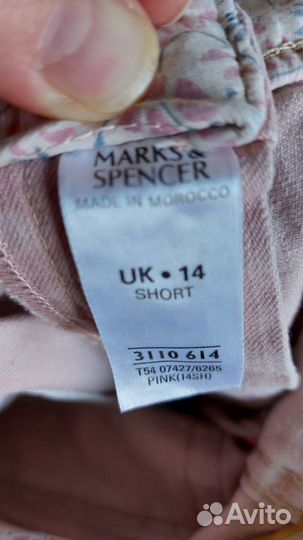 MARKS &
SPENCER
MADE IN MOROCCO
UK • 14
SHORT
3110 614
T54 07427/6265
PINK(14SH)
Avito